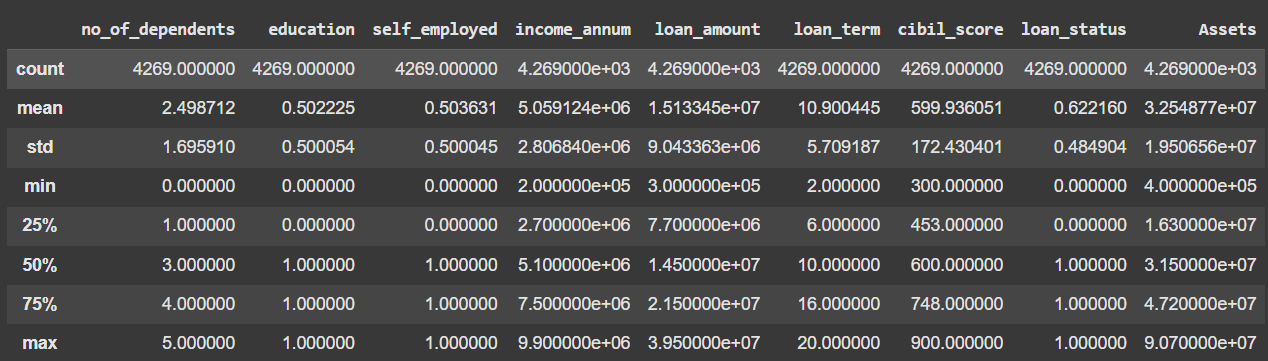 no_of_dependents education self_employed income_annum loan_amount loan_term cibil_score loan_status Assets
count 4269.000000 4269.000000 4269.000000 4.269000e+03 4.269000e+03 4269.000000 4269.000000 4269.000000 4.269000e+03
mean 2.498712 0.502225 0.503631 5.059124e+06 1.513345e+07 10.900445 599.936051 0.622160 3.254877e+07
std 1.695910 0.500054 0.500045 2.806840e+06 9.043363e+06 5.709187 172.430401 0.484904 1.950656e+07
min 0.000000 0.000000 0.000000 2.000000e+05 3.000000e+05 2.000000 300.000000 0.000000 4.000000e+05
25% 1.000000 0.000000 0.000000 2.700000e+06 7.700000e+06 6.000000 453.000000 0.000000 1.630000e+07
50% 3.000000 1.000000 1.000000 5.100000e+06 1.450000e+07 10.000000 600.000000 1.000000 3.150000e+07
75% 4.000000 1.000000 1.000000 7.500000e+06 2.150000e+07 16.000000 748.000000 1.000000 4.720000e+07
max 5.000000 1.000000 1.000000 9.900000e+06 3.950000e+07 20.000000 900.000000 1.000000 9.070000e+07